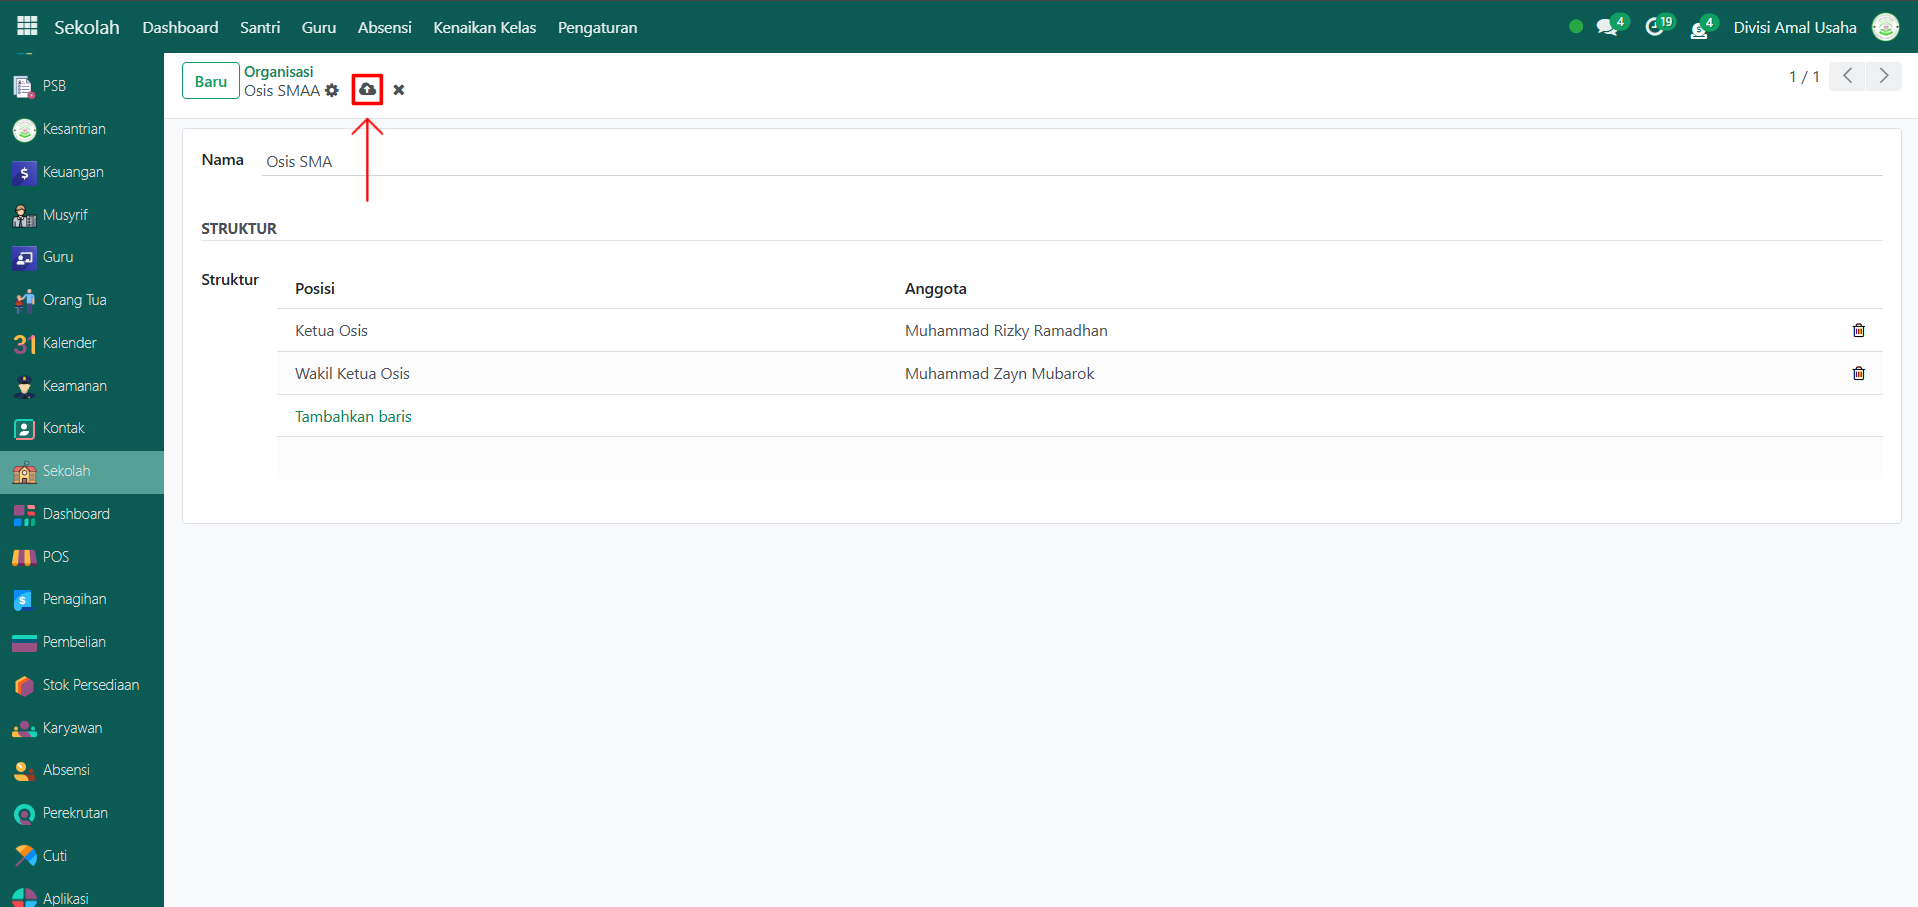 Sekolah Dashboard Santri Guru Absensi Kenaikan Kelas Pengaturan 4 19 4 Divisi Amal Usaha
PSB
Kesantrian
Keuangan
Musyrif
Guru
Orang Tua
31 Kalender
Keamanan
Kontak
Sekolah
Dashboard
POS
Penagihan
Pembelian
Stok Persediaan
Karyawan
Absensi
Perekrutan
Cuti
Aplikasi
Baru
Organisasi
Osis SMAA
1 / 1
Nama Osis SMA
STRUKTUR
Struktur
Posisi Anggota
Ketua Osis Muhammad Rizky Ramadhan
Wakil Ketua Osis Muhammad Zayn Mubarok
Tambahkan baris